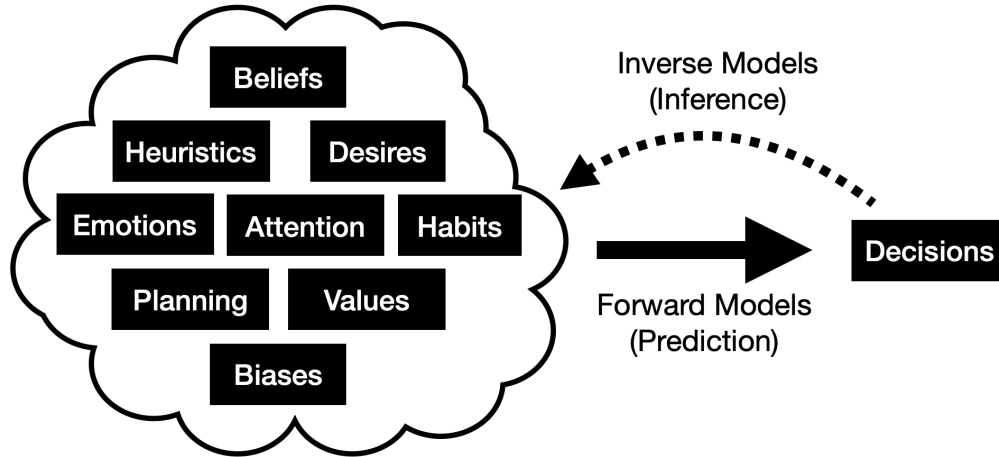 Beliefs
Heuristics
Desires
Emotions
Attention
Habits
Planning
Values
Biases
Inverse Models
(Inference)
Forward Models
(Prediction)
Decisions